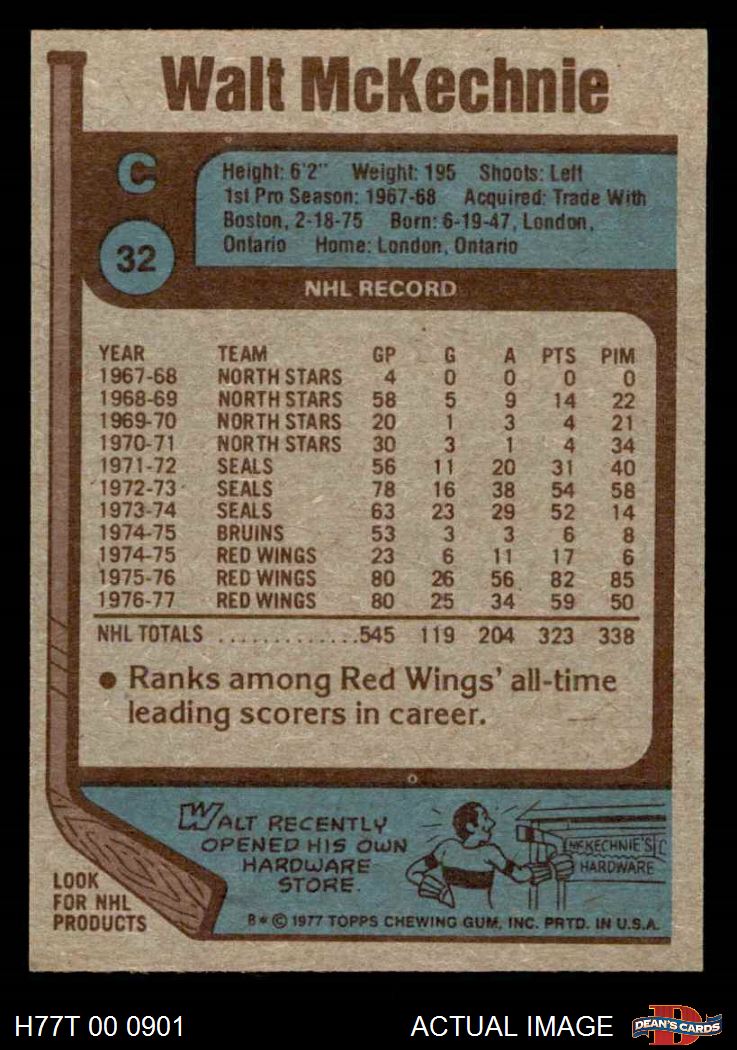 Walt McKechnie
C
Height: 6'2" Weight: 195 Shoots: Left
1st Pro Season: 1967-68 Acquired: Trade With
Boston, 2-18-75 Born: 6-19-47, London,
Ontario Home: London, Ontario
32
NHL RECORD
YEAR TEAM GP G A PTS PIM
1967-68 NORTH STARS 4 0 0 0 0
1968-69 NORTH STARS 58 5 9 14 22
1969-70 NORTH STARS 20 1 3 4 21
1970-71 NORTH STARS 30 3 1 4 34
1971-72 SEALS 56 11 20 31 40
1972-73 SEALS 78 16 38 54 58
1973-74 SEALS 63 23 29 52 14
1974-75 BRUINS 53 3 3 6 8
1974-75 RED WINGS 23 6 11 17 6
1975-76 RED WINGS 80 26 56 82 85
1976-77 RED WINGS 80 25 34 59 50
NHL TOTALS .............545 119 204 323 338
• Ranks among Red Wings' all-time
leading scorers in career.
WALT RECENTLY
OPENED HIS OWN
HARDWARE
STORE.
McKECHNIE'S
HARDWARE
LOOK
FOR NHL
PRODUCTS
B* © 1977 TOPPS CHEWING GUM, INC. PRTD. IN U.S.A.
H77T 00 0901 ACTUAL IMAGE
DEAN'S CARDS